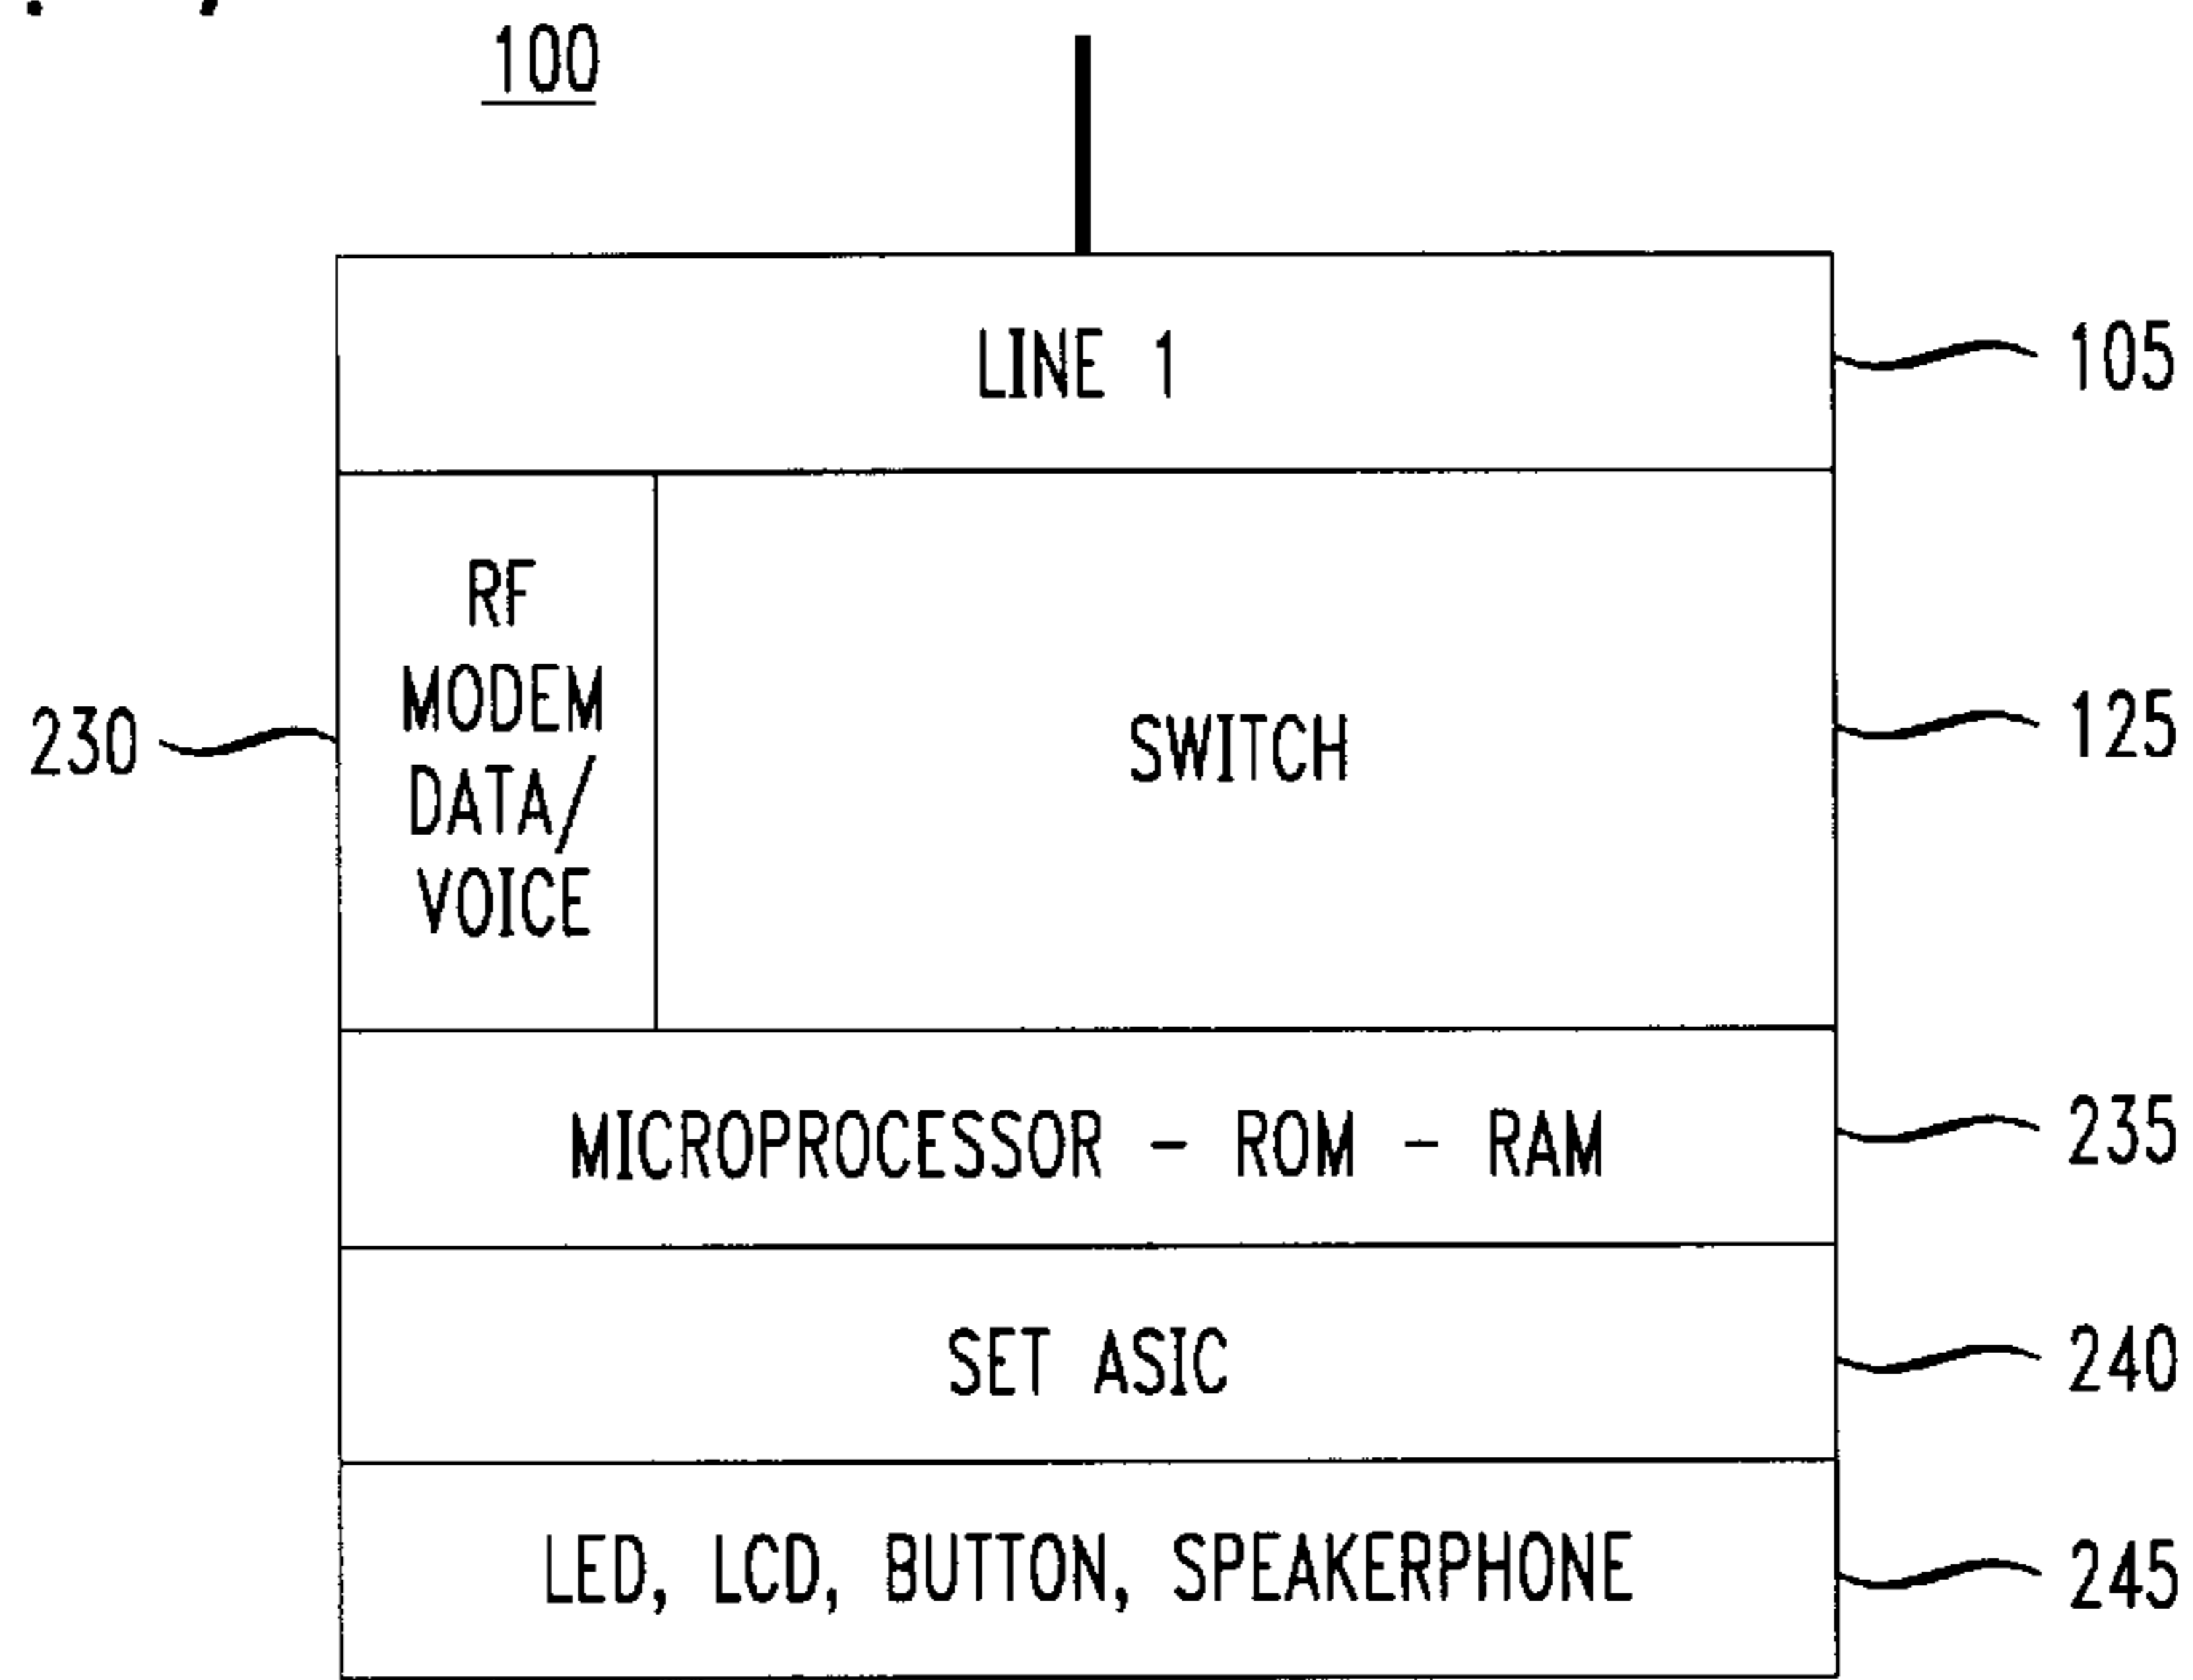 100
LINE 1
105
RF
MODEM
DATA/
VOICE
230
SWITCH
125
MICROPROCESSOR - ROM - RAM
235
SET ASIC
240
LED, LCD, BUTTON, SPEAKERPHONE
245